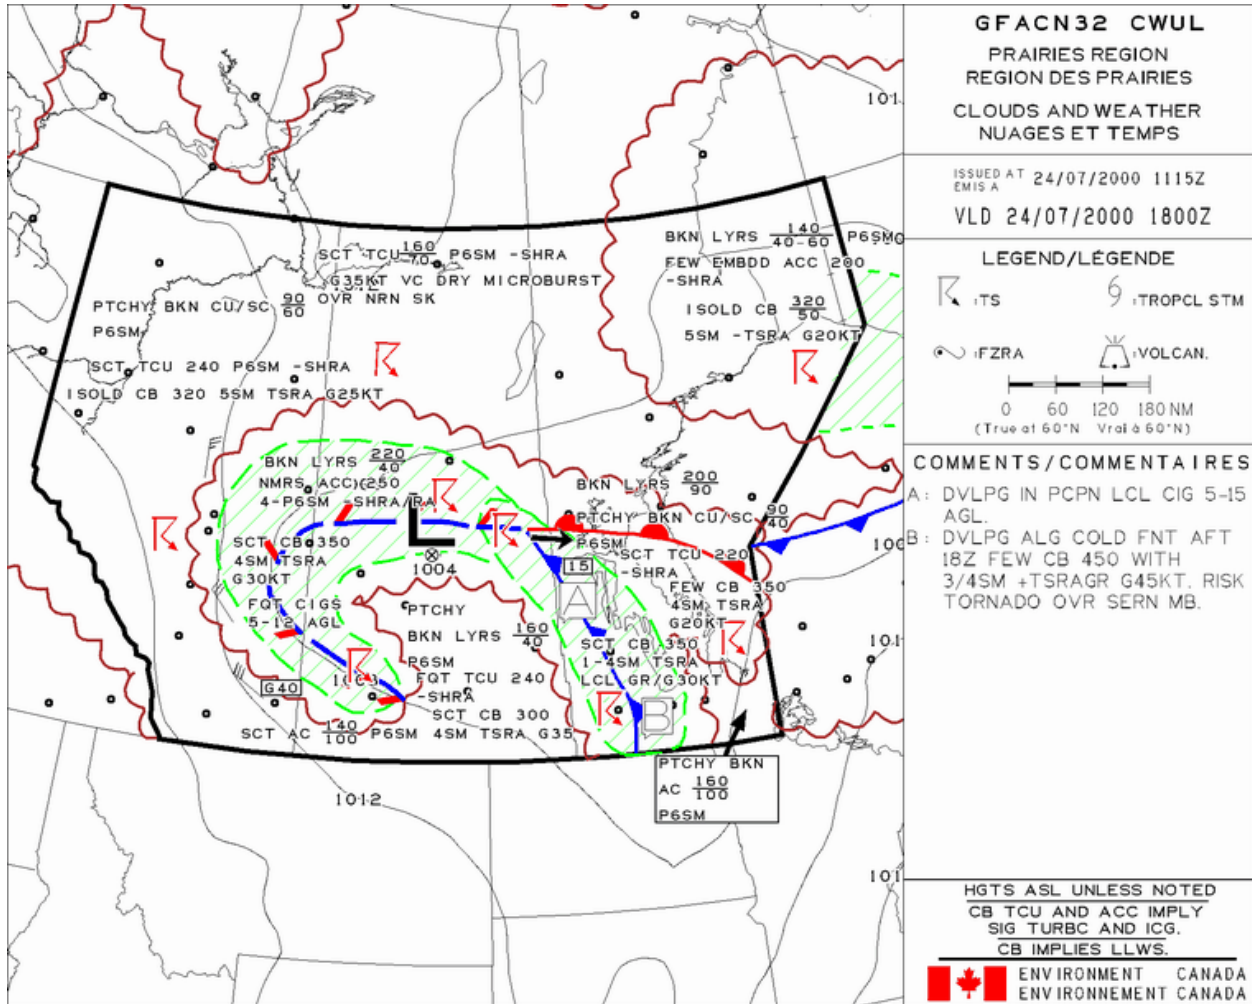 GFACN32 CWUL
PRAIRIES REGION
REGION DES PRAIRIES
CLOUDS AND WEATHER
NUAGES ET TEMPS
ISSUED AT
EMIS A
24/07/2000 1115Z
VLD 24/07/2000 1800Z
LEGEND/LÉGENDE
:TS
:TROPCL STM
:FZRA
:VOLCAN.
0 60 120 180 NM
(True at 60°N Vrai à 60°N)
COMMENTS/COMMENTAIRES
A: DVLPG IN PCPN LCL CIG 5-15
AGL.
B: DVLPG ALG COLD FNT AFT
18Z FEW CB 450 WITH
3/4SM +TSRAGR G45KT. RISK
TORNADO OVR SERN MB.
HGTS ASL UNLESS NOTED
CB TCU AND ACC IMPLY
SIG TURBC AND ICG.
CB IMPLIES LLWS.
ENVIRONMENT CANADA
ENVIRONNEMENT CANADA
SCT TCU 160/70 P6SM -SHRA
G35KT VC DRY MICROBURST
OVR NRN SK
PTCHY BKN CU/SC 90/60
P6SM
SCT TCU 240 P6SM -SHRA
ISOLD CB 320 5SM TSRA G25KT
BKN LYRS 140/40-60 P6SM
FEW EMBDD ACC 200
-SHRA
ISOLD CB 320/50
5SM -TSRA G20KT
BKN LYRS 220/40
NMRS ACC 250
4-P6SM -SHRA/RA
SCT CB 350
4SM TSRA
G30KT
FQT CIGS
5-12 AGL
L
1004
BKN LYRS 200/90
PTCHY BKN CU/SC 90/40
P6SM
SCT TCU 220
-SHRA
FEW CB 350
4SM TSRA
G20KT
15
A
SCT CB 350
1-4SM TSRA
LCL GR/G30KT
B
PTCHY
BKN LYRS 160/40
P6SM
FQT TCU 240
-SHRA
SCT CB 300
4SM TSRA G35
G40
1008
SCT AC 140/100 P6SM
PTCHY BKN
AC 160/100
P6SM
1012